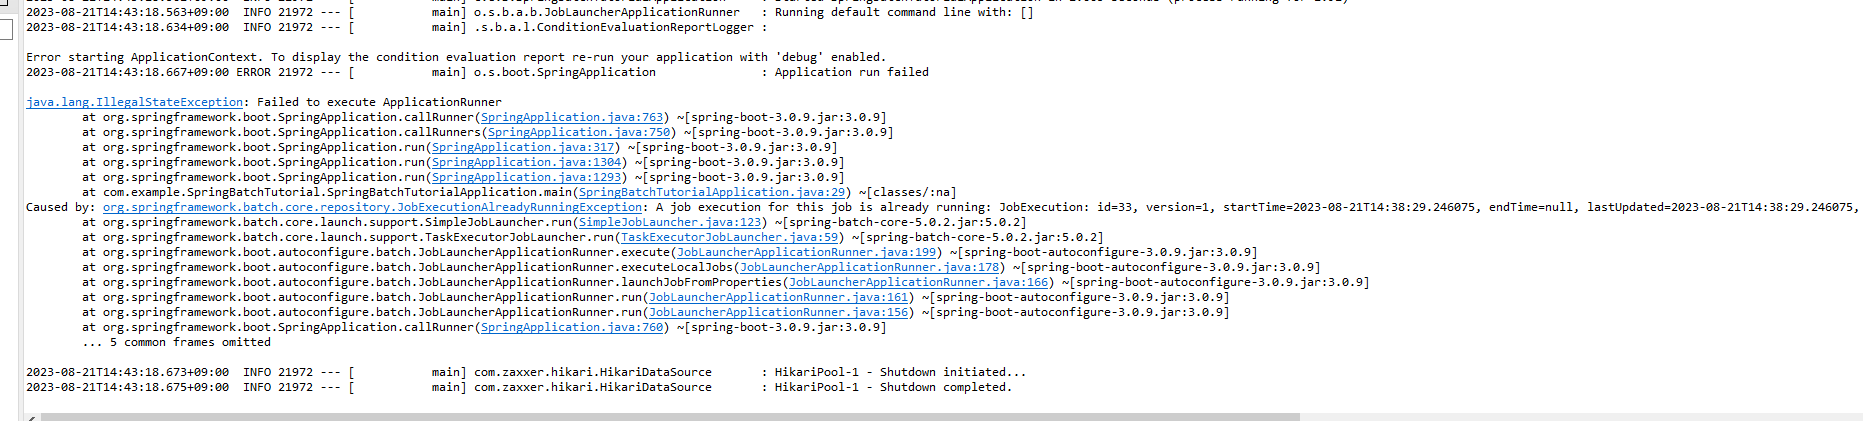 2023-08-21T14:43:18.563+09:00  INFO 21972 --- [           main] o.s.b.a.b.JobLauncherApplicationRunner   : Running default command line with: []
2023-08-21T14:43:18.634+09:00  INFO 21972 --- [           main] .s.b.a.l.ConditionEvaluationReportLogger :
Error starting ApplicationContext. To display the condition evaluation report re-run your application with 'debug' enabled.
2023-08-21T14:43:18.667+09:00 ERROR 21972 --- [           main] o.s.boot.SpringApplication               : Application run failed
java.lang.IllegalStateException: Failed to execute ApplicationRunner
at org.springframework.boot.SpringApplication.callRunner(SpringApplication.java:763) ~[spring-boot-3.0.9.jar:3.0.9]
at org.springframework.boot.SpringApplication.callRunners(SpringApplication.java:750) ~[spring-boot-3.0.9.jar:3.0.9]
at org.springframework.boot.SpringApplication.run(SpringApplication.java:317) ~[spring-boot-3.0.9.jar:3.0.9]
at org.springframework.boot.SpringApplication.run(SpringApplication.java:1304) ~[spring-boot-3.0.9.jar:3.0.9]
at org.springframework.boot.SpringApplication.run(SpringApplication.java:1293) ~[spring-boot-3.0.9.jar:3.0.9]
at com.example.SpringBatchTutorial.SpringBatchTutorialApplication.main(SpringBatchTutorialApplication.java:29) ~[classes/:na]
Caused by: org.springframework.batch.core.repository.JobExecutionAlreadyRunningException: A job execution for this job is already running: JobExecution: id=33, version=1, startTime=2023-08-21T14:38:29.246075, endTime=null, lastUpdated=2023-08-21T14:38:29.246075,
at org.springframework.batch.core.launch.support.SimpleJobLauncher.run(SimpleJobLauncher.java:123) ~[spring-batch-core-5.0.2.jar:5.0.2]
at org.springframework.batch.core.launch.support.TaskExecutorJobLauncher.run(TaskExecutorJobLauncher.java:59) ~[spring-batch-core-5.0.2.jar:5.0.2]
at org.springframework.boot.autoconfigure.batch.JobLauncherApplicationRunner.execute(JobLauncherApplicationRunner.java:199) ~[spring-boot-autoconfigure-3.0.9.jar:3.0.9]
at org.springframework.boot.autoconfigure.batch.JobLauncherApplicationRunner.executeLocalJobs(JobLauncherApplicationRunner.java:178) ~[spring-boot-autoconfigure-3.0.9.jar:3.0.9]
at org.springframework.boot.autoconfigure.batch.JobLauncherApplicationRunner.launchJobFromProperties(JobLauncherApplicationRunner.java:166) ~[spring-boot-autoconfigure-3.0.9.jar:3.0.9]
at org.springframework.boot.autoconfigure.batch.JobLauncherApplicationRunner.run(JobLauncherApplicationRunner.java:161) ~[spring-boot-autoconfigure-3.0.9.jar:3.0.9]
at org.springframework.boot.autoconfigure.batch.JobLauncherApplicationRunner.run(JobLauncherApplicationRunner.java:156) ~[spring-boot-autoconfigure-3.0.9.jar:3.0.9]
at org.springframework.boot.SpringApplication.callRunner(SpringApplication.java:760) ~[spring-boot-3.0.9.jar:3.0.9]
... 5 common frames omitted
2023-08-21T14:43:18.673+09:00  INFO 21972 --- [           main] com.zaxxer.hikari.HikariDataSource       : HikariPool-1 - Shutdown initiated...
2023-08-21T14:43:18.675+09:00  INFO 21972 --- [           main] com.zaxxer.hikari.HikariDataSource       : HikariPool-1 - Shutdown completed.